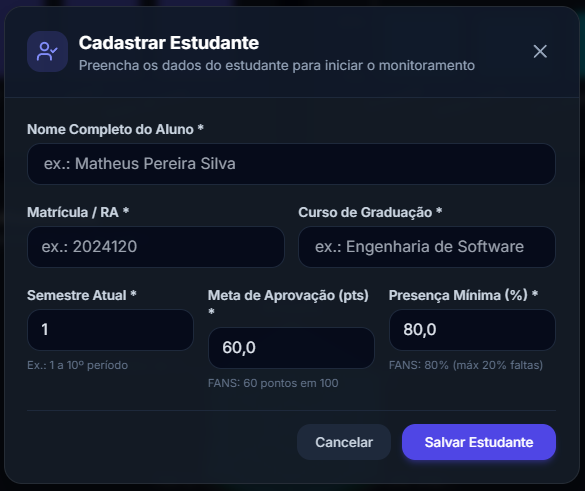 Cadastrar Estudante
Preencha os dados do estudante para iniciar o monitoramento
Nome Completo do Aluno *
ex.: Matheus Pereira Silva
Matrícula / RA *
Curso de Graduação *
ex.: 2024120
ex.: Engenharia de Software
Semestre Atual *
Meta de Aprovação (pts)
*
Presença Mínima (%) *
1
60,0
80,0
Ex.: 1 a 10º período
FANS: 60 pontos em 100
FANS: 80% (máx 20% faltas)
Cancelar
Salvar Estudante